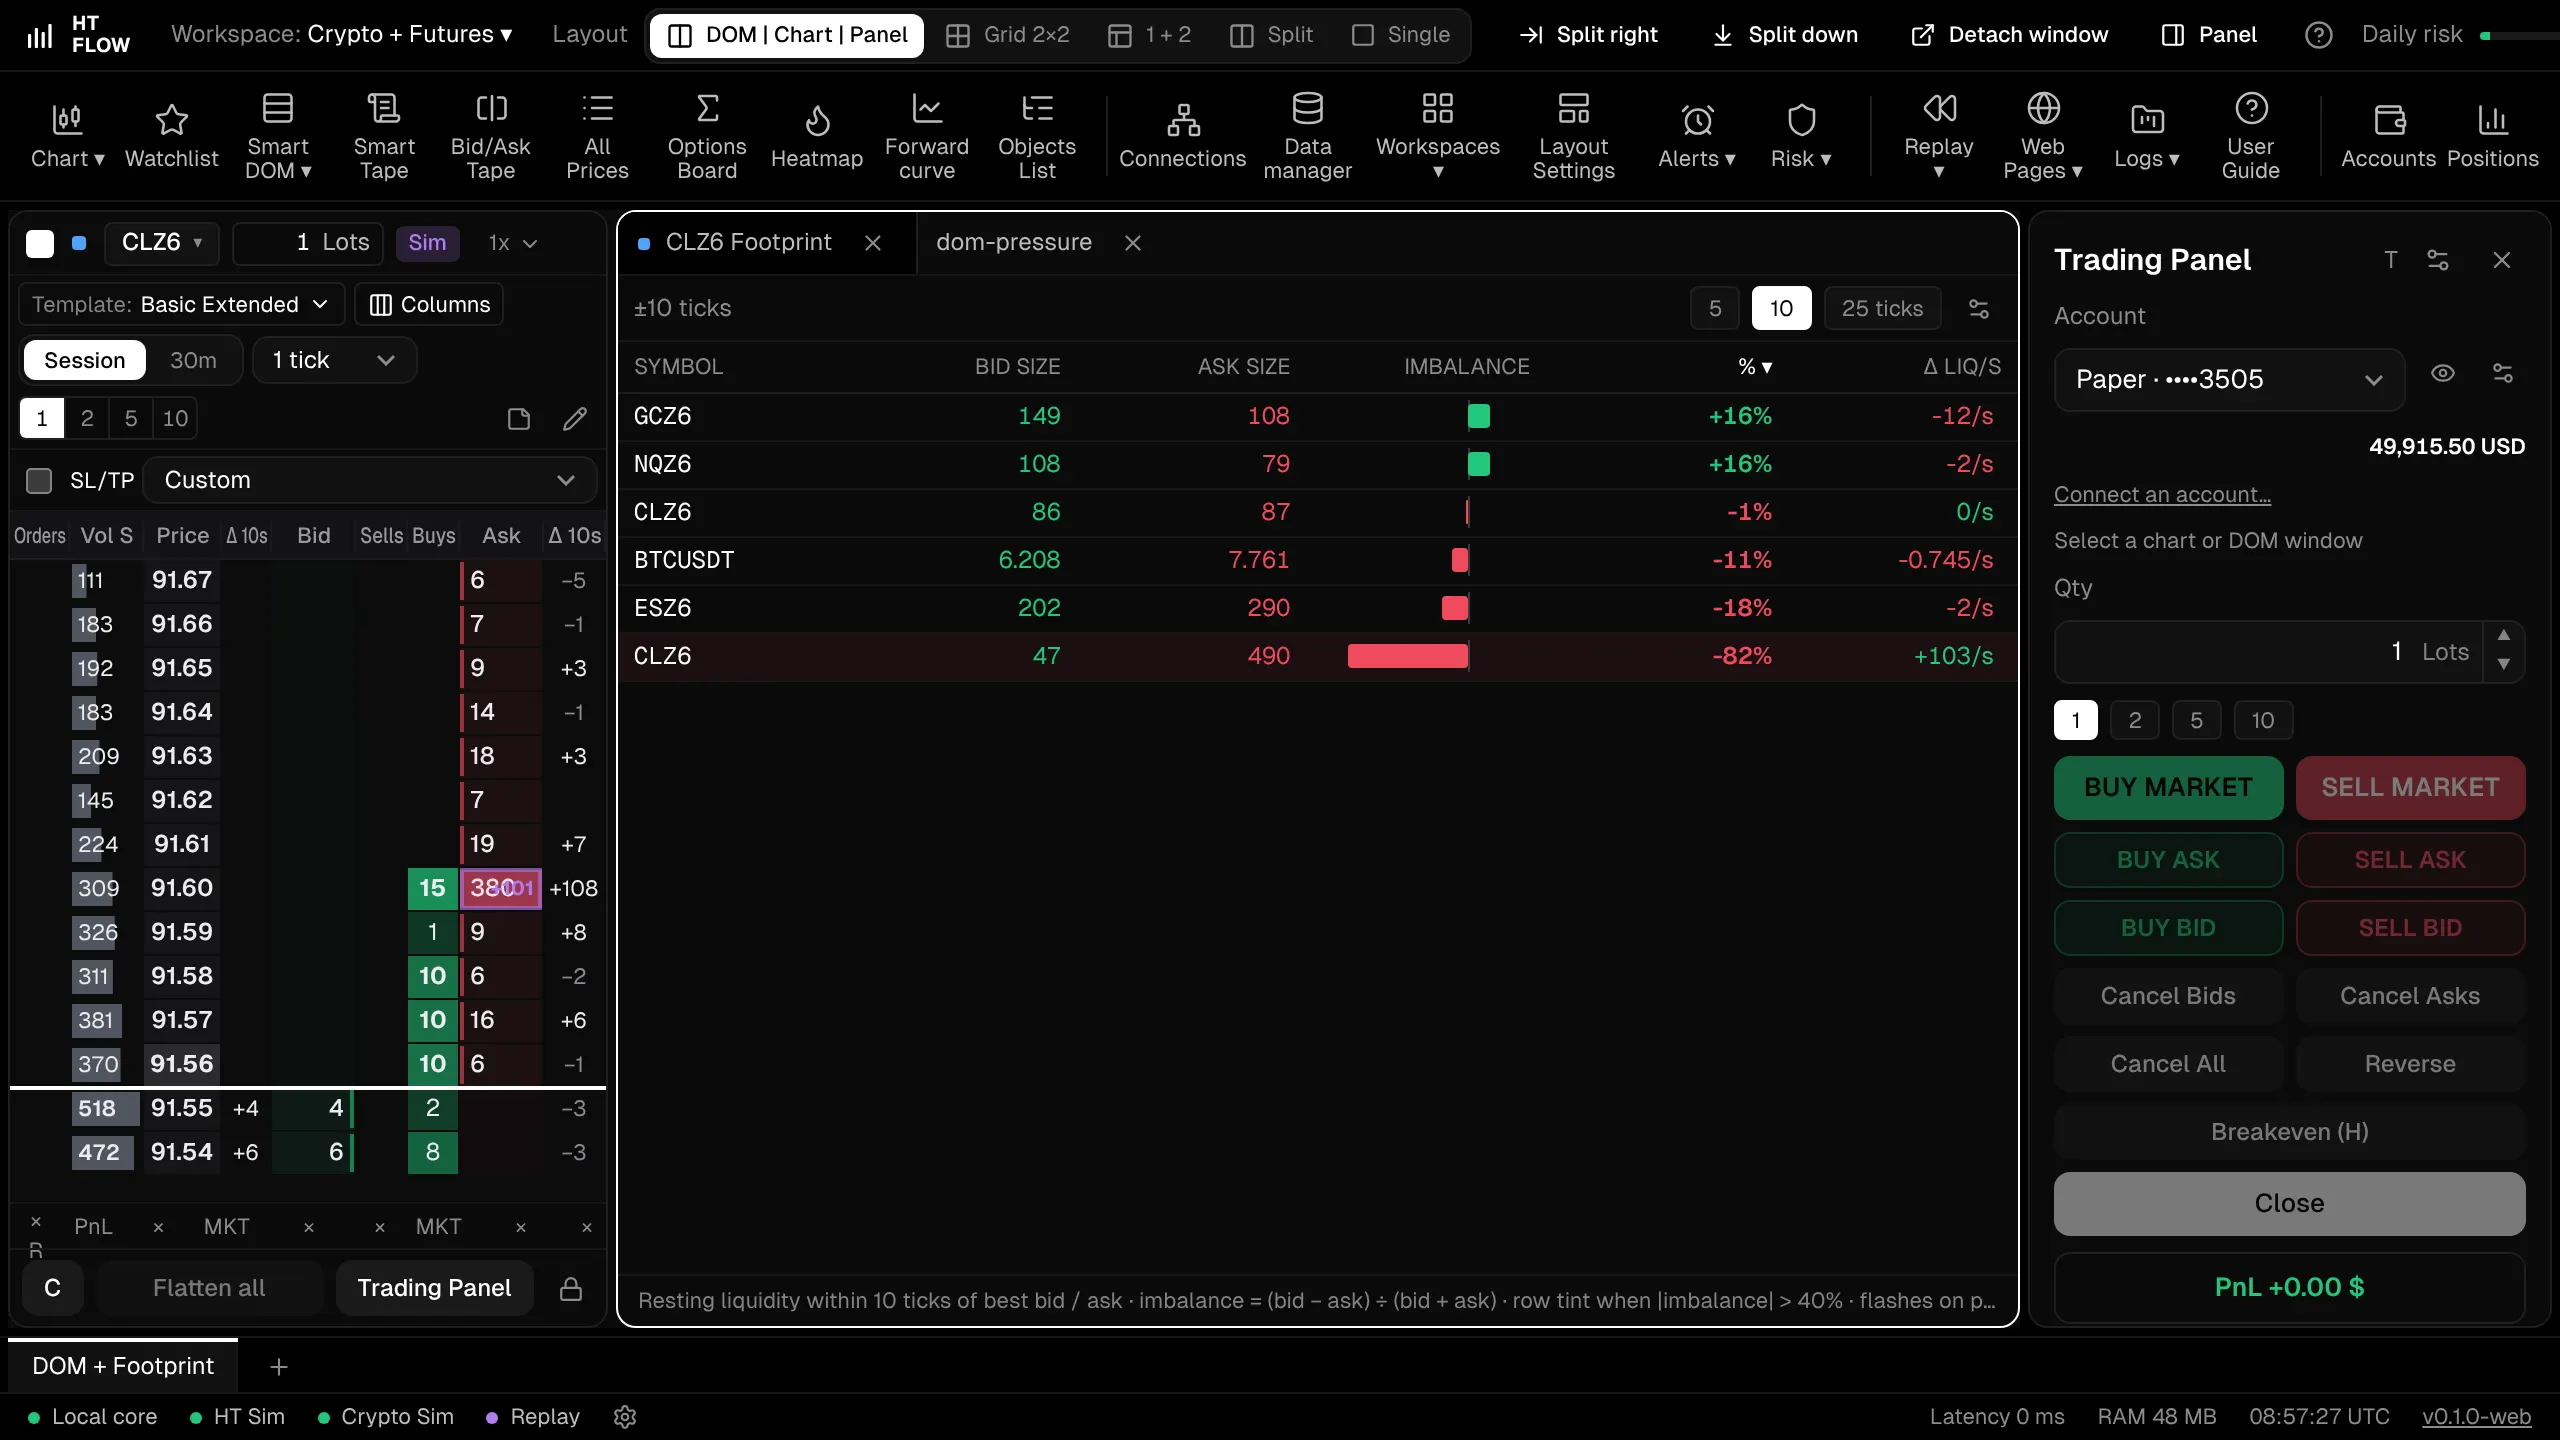 HT FLOW
Workspace: Crypto + Futures ▾
Layout
DOM | Chart | Panel
Grid 2×2
1 + 2
Split
Single
Split right
Split down
Detach window
Panel
Daily risk
Chart ▾
Watchlist
Smart DOM ▾
Smart Tape
Bid/Ask Tape
All Prices
Options Board
Heatmap
Forward curve
Objects List
Connections
Data manager
Workspaces ▾
Layout Settings
Alerts ▾
Risk ▾
Replay ▾
Web Pages ▾
Logs ▾
User Guide
Accounts
Positions
CLZ6 ▾
1 Lots
Sim
1x
Template: Basic Extended
Columns
Session
30m
1 tick
1 2 5 10
SL/TP
Custom
Orders Vol S Price Δ 10s Bid Sells Buys Ask Δ 10s
111 91.67 6 −5
183 91.66 7 −1
192 91.65 9 +3
183 91.64 14 −1
209 91.63 18 +3
145 91.62 7
224 91.61 19 +7
309 91.60 15 380 +108
326 91.59 1 9 +8
311 91.58 10 6 −2
381 91.57 10 16 +6
370 91.56 10 6 −1
518 91.55 +4 4 2 −3
472 91.54 +6 6 8 −3
× PnL × MKT × × MKT × ×
C
Flatten all
Trading Panel
CLZ6 Footprint ×
dom-pressure ×
±10 ticks
5 10 25 ticks
SYMBOL BID SIZE ASK SIZE IMBALANCE % ▾ Δ LIQ/S
GCZ6 149 108 +16% -12/s
NQZ6 108 79 +16% -2/s
CLZ6 86 87 -1% 0/s
BTCUSDT 6.208 7.761 -11% -0.745/s
ESZ6 202 290 -18% -2/s
CLZ6 47 490 -82% +103/s
Resting liquidity within 10 ticks of best bid / ask · imbalance = (bid − ask) ÷ (bid + ask) · row tint when |imbalance| > 40% · flashes on p…
Trading Panel
T
Account
Paper · ••••3505
49,915.50 USD
Connect an account…
Select a chart or DOM window
Qty
1 Lots
1 2 5 10
BUY MARKET
SELL MARKET
BUY ASK
SELL ASK
BUY BID
SELL BID
Cancel Bids
Cancel Asks
Cancel All
Reverse
Breakeven (H)
Close
PnL +0.00 $
DOM + Footprint
+
Local core
HT Sim
Crypto Sim
Replay
Latency 0 ms
RAM 48 MB
08:57:27 UTC
v0.1.0-web